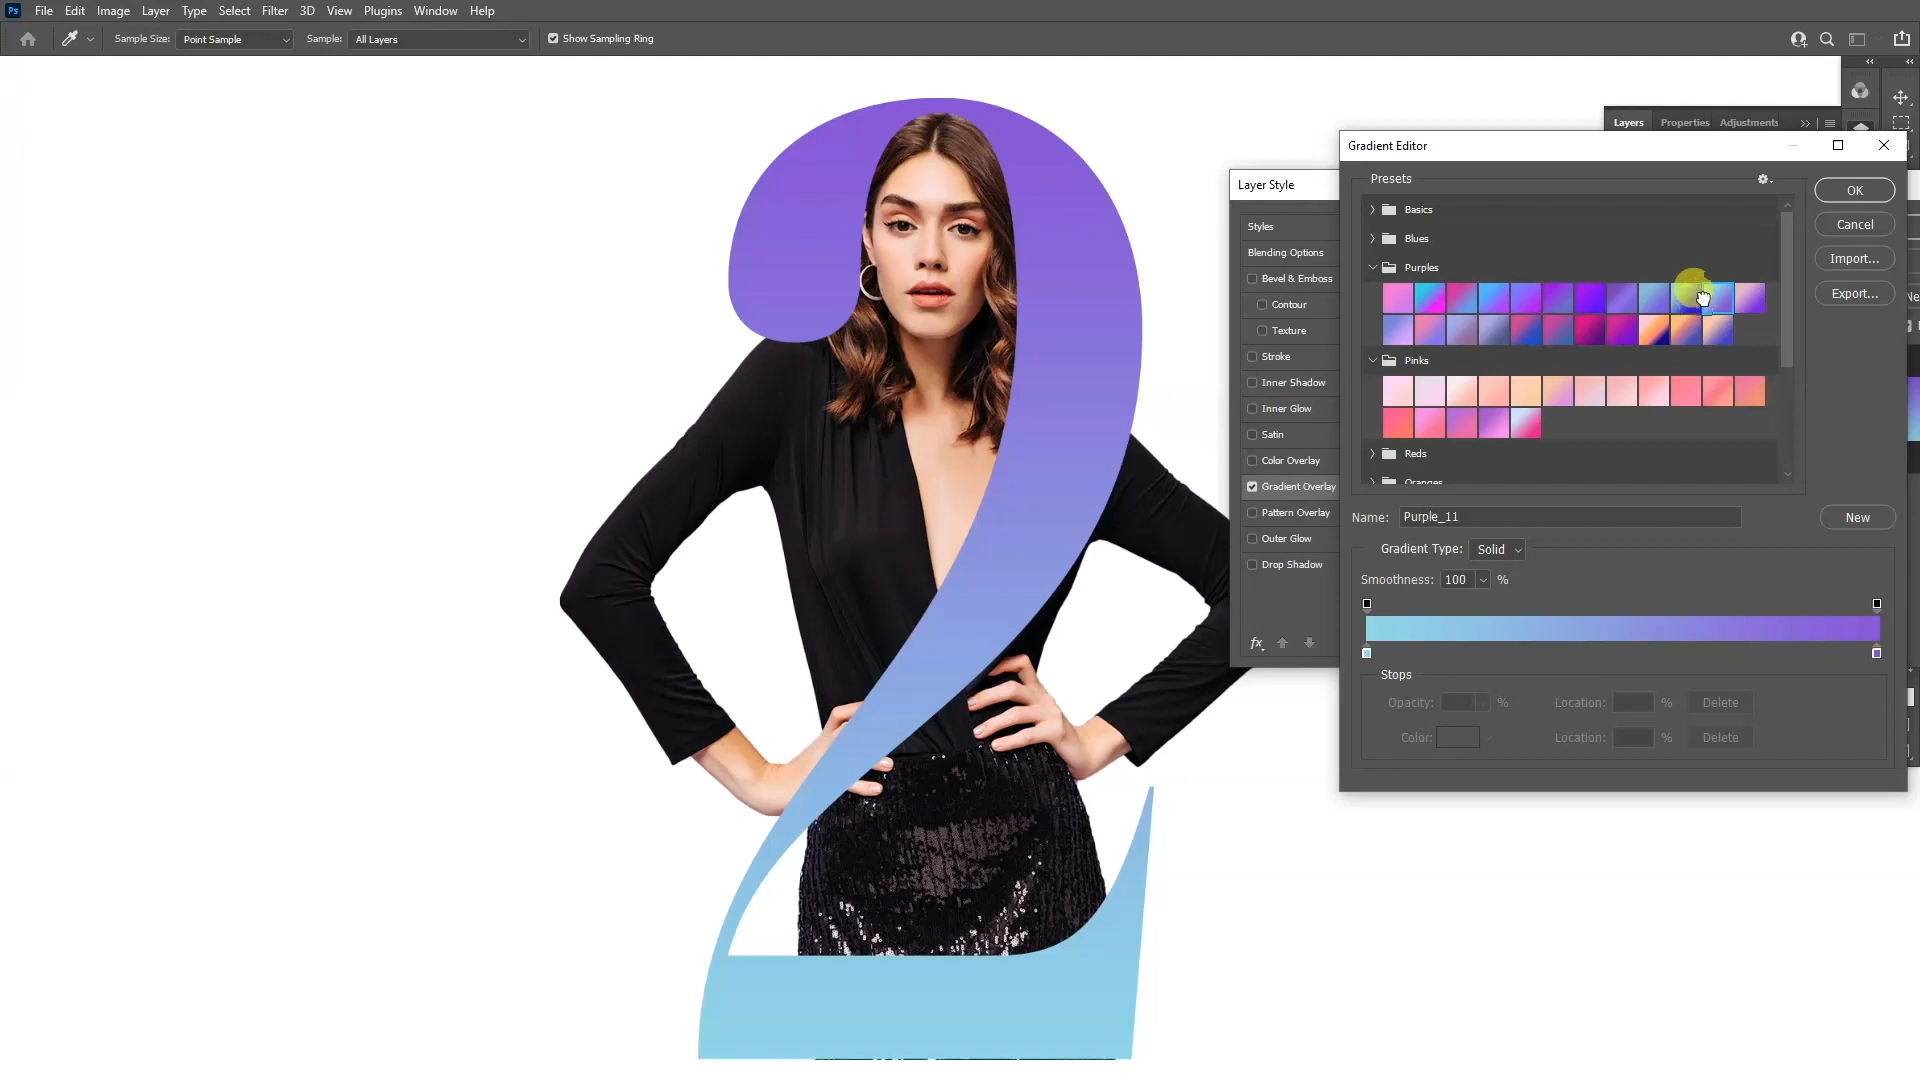 Ps File Edit Image Layer Type Select Filter 3D View Plugins Window Help
Sample Size: Point Sample Sample: All Layers Show Sampling Ring
Layers Properties Adjustments
Gradient Editor
Presets
Basics
Blues
Purples
Pinks
Reds
Oranges
OK
Cancel
Import...
Export...
Name: Purple_11
New
Gradient Type: Solid
Smoothness: 100 %
Stops
Opacity: % Location: % Delete
Color: Location: % Delete
Layer Style
Styles
Blending Options
Bevel & Emboss
Contour
Texture
Stroke
Inner Shadow
Inner Glow
Satin
Color Overlay
Gradient Overlay
Pattern Overlay
Outer Glow
Drop Shadow
fx
2
Ne